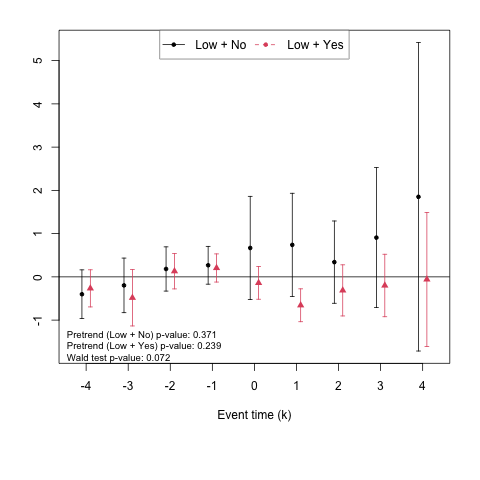 Low + No Low + Yes
5
4
3
2
1
0
-1
Pretrend (Low + No) p-value: 0.371
Pretrend (Low + Yes) p-value: 0.239
Wald test p-value: 0.072
-4 -3 -2 -1 0 1 2 3 4
Event time (k)